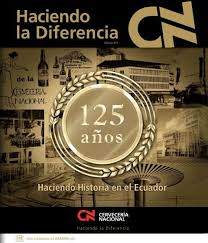 Haciendo
la Diferencia
CN
DE LA
CERVECERIA
NACIONAL
125
años
Haciendo Historia en el Ecuador
CN CERVECERÍA
NACIONAL
Haciendo la Diferencia